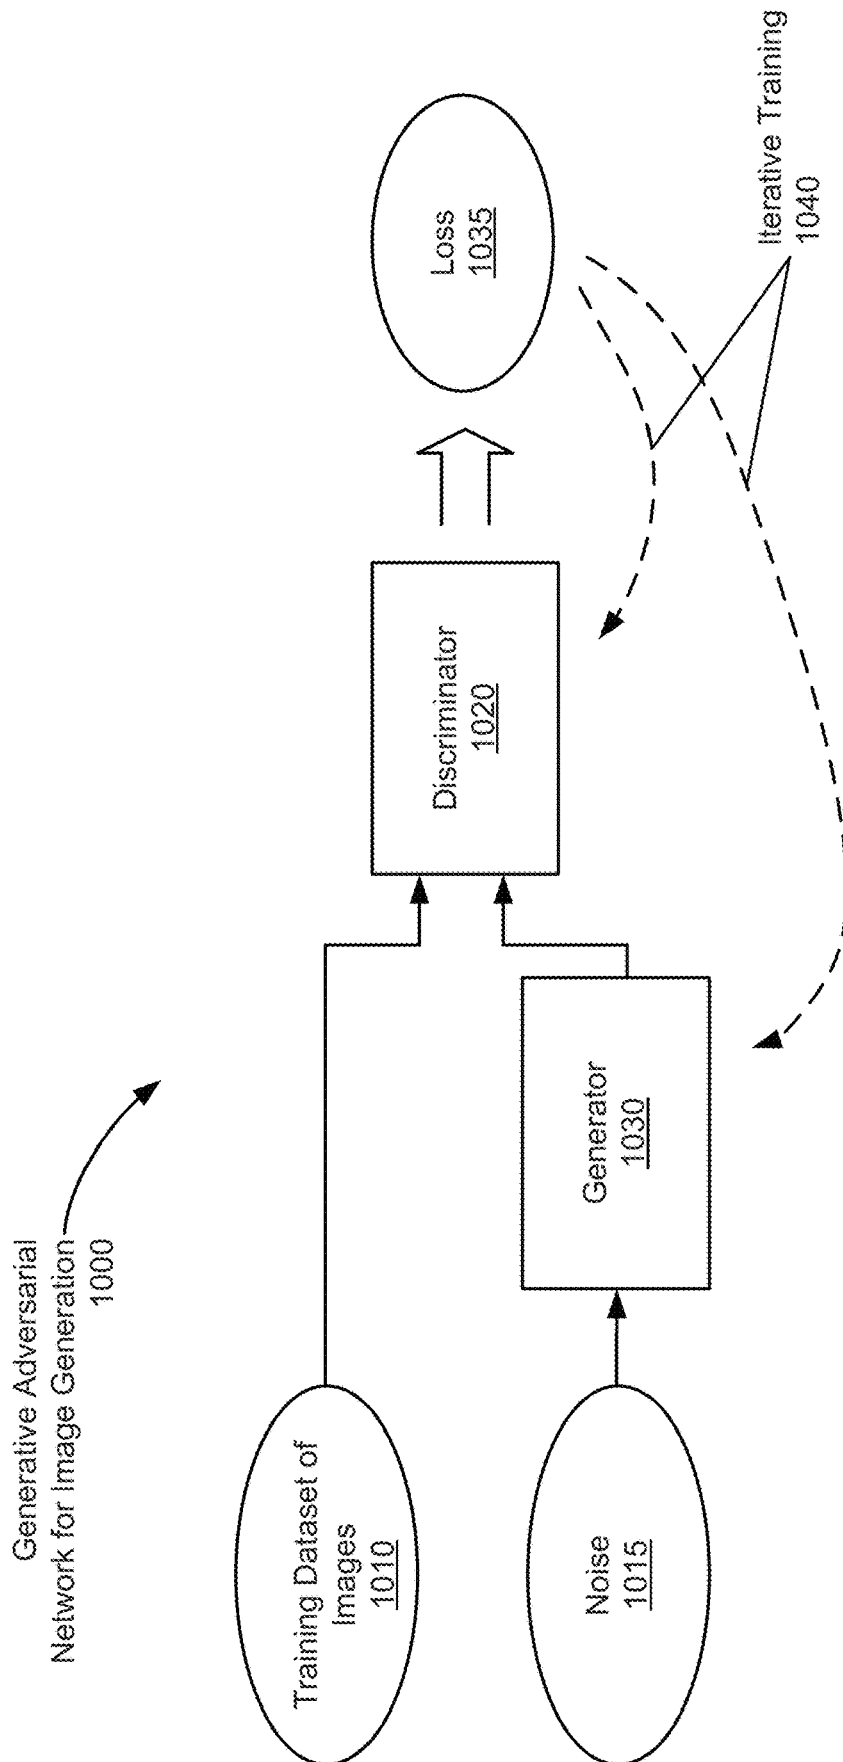 Generative Adversarial
Network for Image Generation
1000
Training Dataset of
Images
1010
Noise
1015
Generator
1030
Discriminator
1020
Loss
1035
Iterative Training
1040